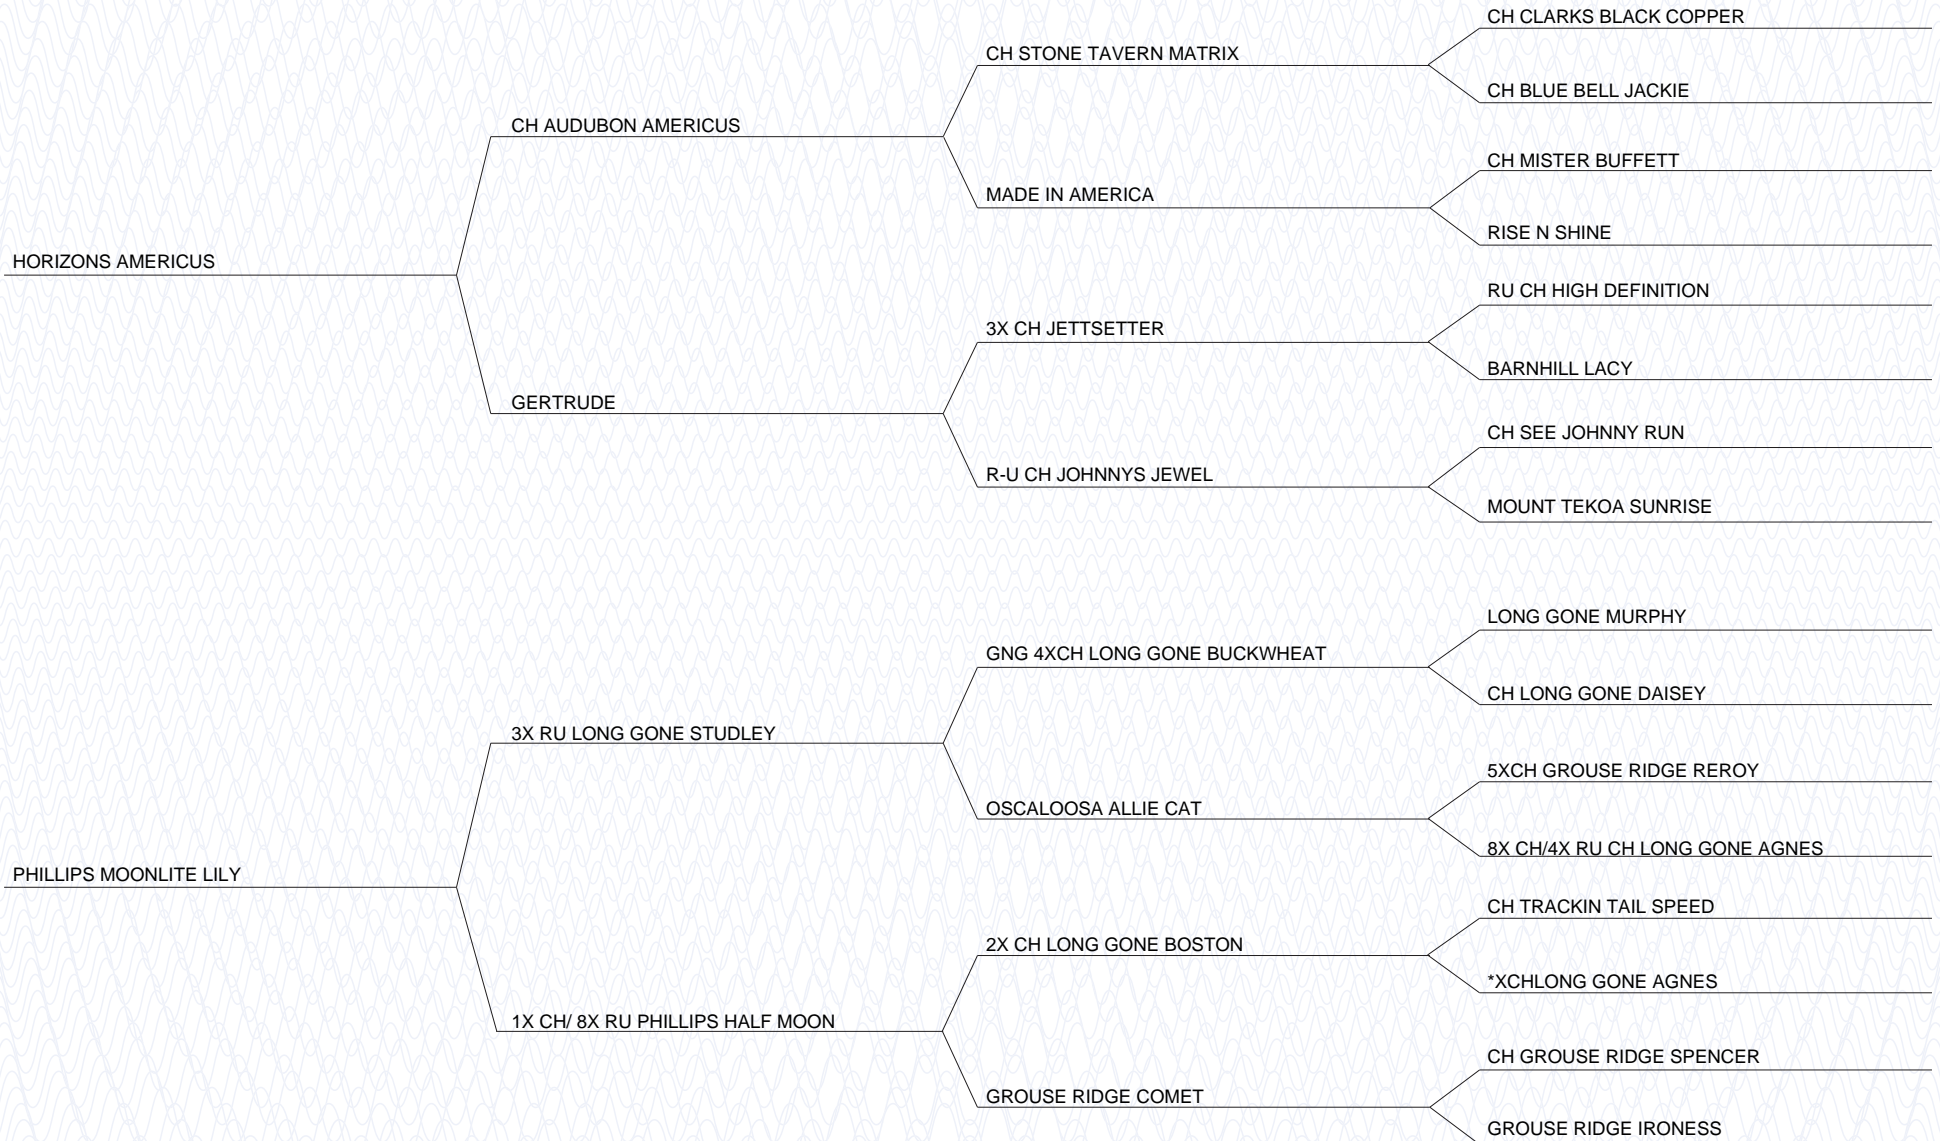 CH CLARKS BLACK COPPER
CH STONE TAVERN MATRIX
CH BLUE BELL JACKIE
CH AUDUBON AMERICUS
CH MISTER BUFFETT
MADE IN AMERICA
RISE N SHINE
HORIZONS AMERICUS
RU CH HIGH DEFINITION
3X CH JETTSETTER
BARNHILL LACY
GERTRUDE
CH SEE JOHNNY RUN
R-U CH JOHNNYS JEWEL
MOUNT TEKOA SUNRISE
LONG GONE MURPHY
GNG 4XCH LONG GONE BUCKWHEAT
CH LONG GONE DAISEY
3X RU LONG GONE STUDLEY
5XCH GROUSE RIDGE REROY
OSCALOOSA ALLIE CAT
8X CH/4X RU CH LONG GONE AGNES
PHILLIPS MOONLITE LILY
CH TRACKIN TAIL SPEED
2X CH LONG GONE BOSTON
*XCHLONG GONE AGNES
1X CH/ 8X RU PHILLIPS HALF MOON
CH GROUSE RIDGE SPENCER
GROUSE RIDGE COMET
GROUSE RIDGE IRONESS